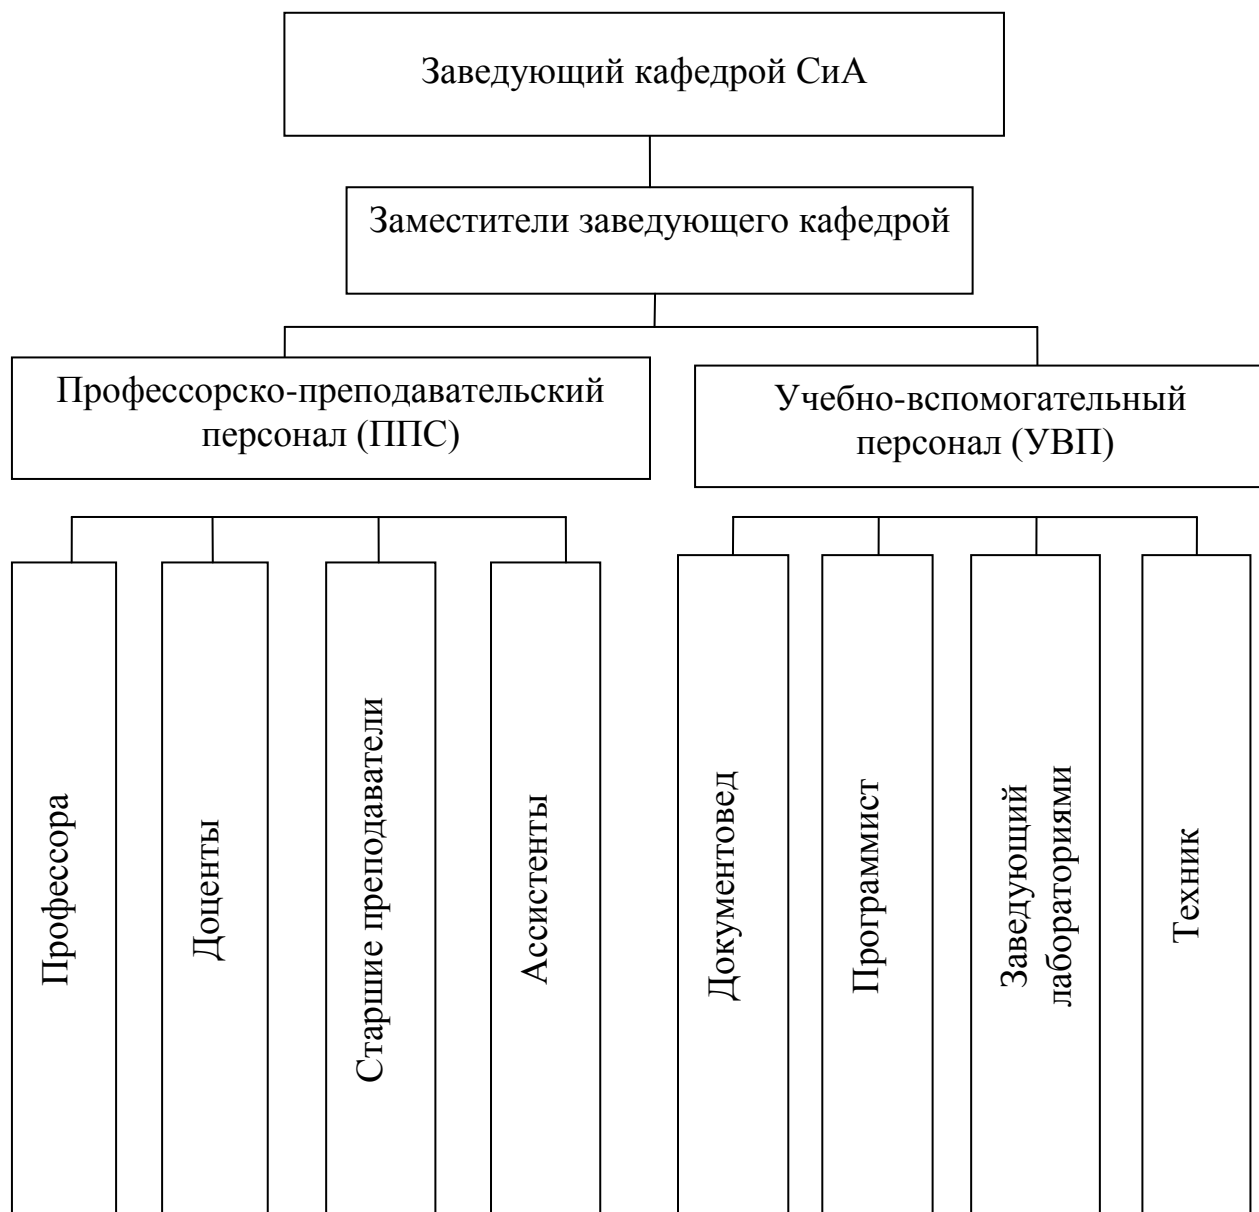 Заведующий кафедрой СиА
Заместители заведующего кафедрой
Профессорско-преподавательский
персонал (ППС)
Учебно-вспомогательный
персонал (УВП)
Профессора
Доценты
Старшие преподаватели
Ассистенты
Документовед
Программист
Заведующий
лабораториями
Техник